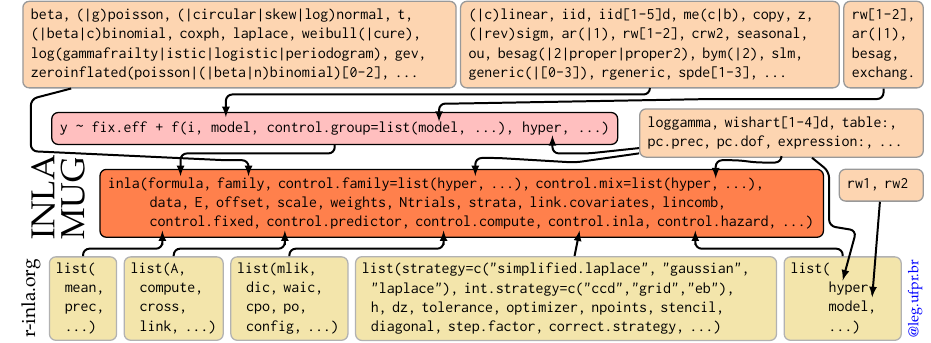 beta, (|g)poisson, (|circular|skew|log)normal, t,
(|beta|c)binomial, coxph, laplace, weibull(|cure),
log(gammafrailty|istic|logistic|periodogram), gev,
zeroinflated(poisson|(|beta|n)binomial)[0-2], ...
(|c)linear, iid, iid[1-5]d, me(c|b), copy, z,
(|rev)sigm, ar(|1), rw[1-2], crw2, seasonal,
ou, besag(|2|proper|proper2), bym(|2), slm,
generic(|[0-3]), rgeneric, spde[1-3], ...
rw[1-2],
ar(|1),
besag,
exchang.
y ~ fix.eff + f(i, model, control.group=list(model, ...), hyper, ...)
loggamma, wishart[1-4]d, table:,
pc.prec, pc.dof, expression:, ...
INLA
MUG
inla(formula, family, control.family=list(hyper, ...), control.mix=list(hyper, ...),
data, E, offset, scale, weights, Ntrials, strata, link.covariates, lincomb,
control.fixed, control.predictor, control.compute, control.inla, control.hazard, ...)
rw1, rw2
r-inla.org
list(
mean,
prec,
...)
list(A,
compute,
cross,
link, ...)
list(mlik,
dic, waic,
cpo, po,
config, ...)
list(strategy=c("simplified.laplace", "gaussian",
"laplace"), int.strategy=c("ccd","grid","eb"),
h, dz, tolerance, optimizer, npoints, stencil,
diagonal, step.factor, correct.strategy, ...)
list(
hyper,
model,
...)
@leg.ufpr.br